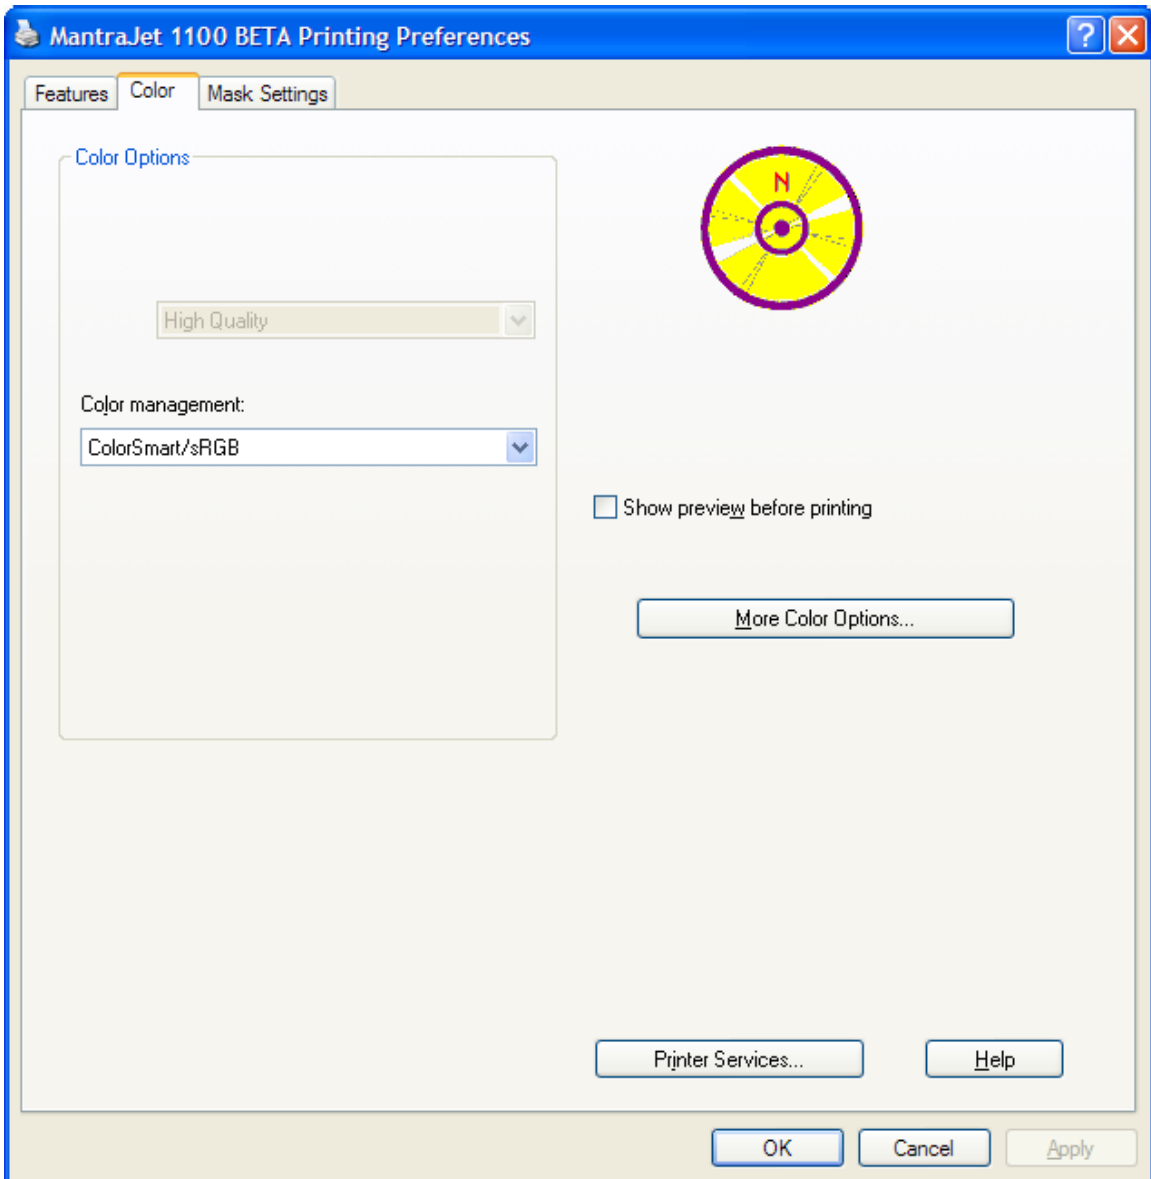 MantraJet 1100 BETA Printing Preferences
Features Color Mask Settings
Color Options
N
High Quality
Color management:
ColorSmart/sRGB
Show preview before printing
More Color Options...
Printer Services... Help
OK Cancel Apply